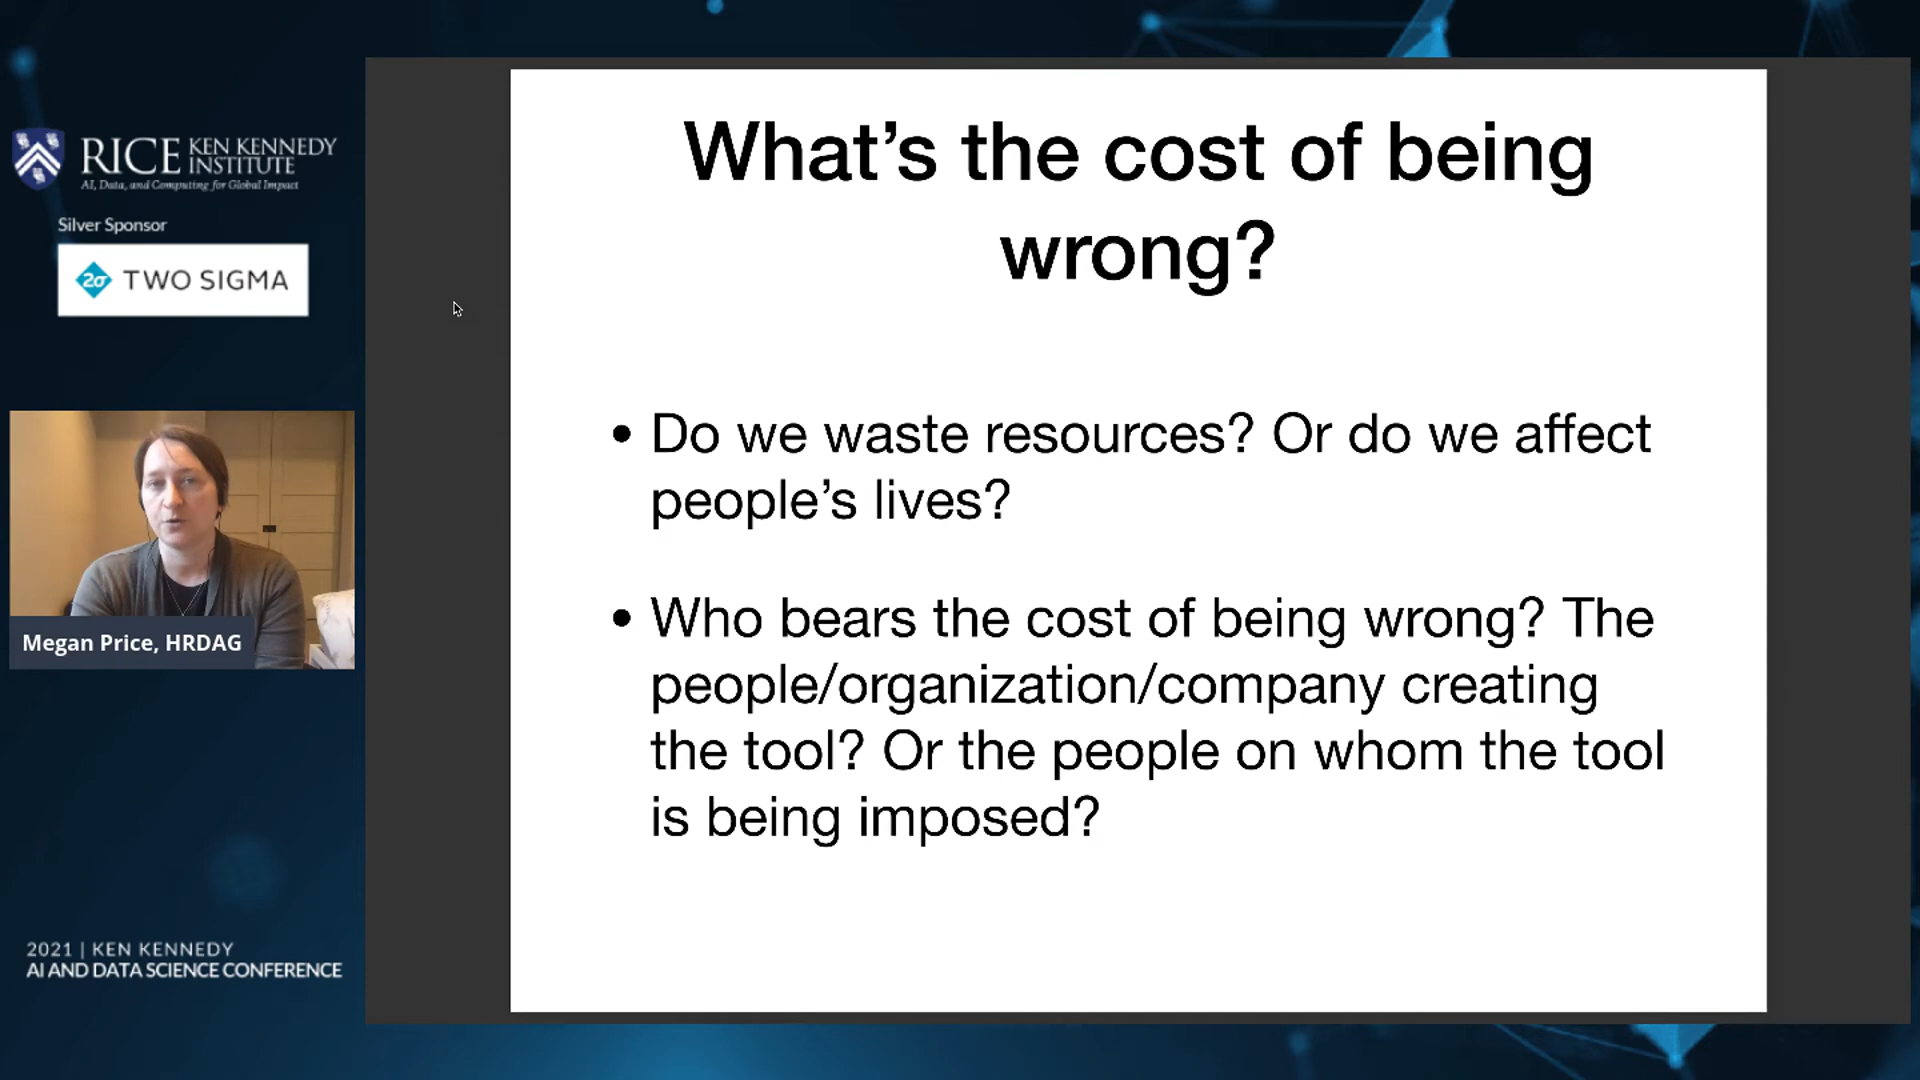 RICE KEN KENNEDY INSTITUTE
AI, Data, and Computing for Global Impact
Silver Sponsor
2σ TWO SIGMA
Megan Price, HRDAG
2021 | KEN KENNEDY
AI AND DATA SCIENCE CONFERENCE
What’s the cost of being
wrong?
• Do we waste resources? Or do we affect
people’s lives?
• Who bears the cost of being wrong? The
people/organization/company creating
the tool? Or the people on whom the tool
is being imposed?